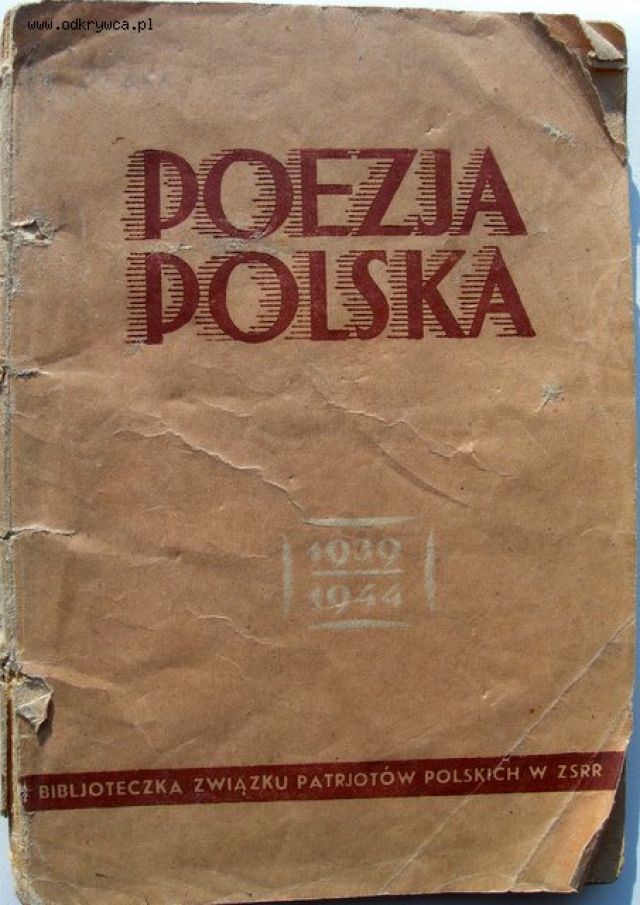 www.odkrywca.pl
POEZJA
POLSKA
1939
1944
BIBLJOTECZKA ZWIĄZKU PATRJOTÓW POLSKICH W ZSRR